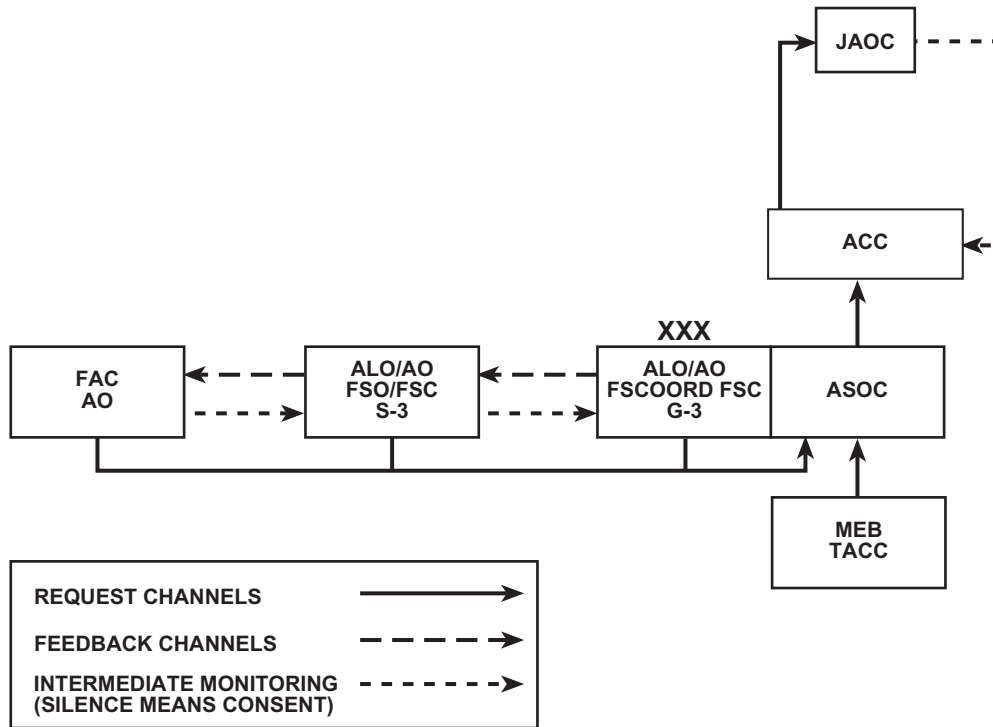 JAOC
ACC
XXX
FAC
AO
ALO/AO
FSO/FSC
S-3
ALO/AO
FSCOORD FSC
G-3
ASOC
MEB
TACC
REQUEST CHANNELS
FEEDBACK CHANNELS
INTERMEDIATE MONITORING
(SILENCE MEANS CONSENT)